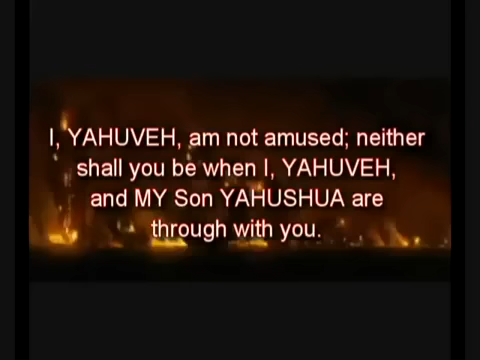 I, YAHUVEH, am not amused; neither
shall you be when I, YAHUVEH,
and MY Son YAHUSHUA are
through with you.